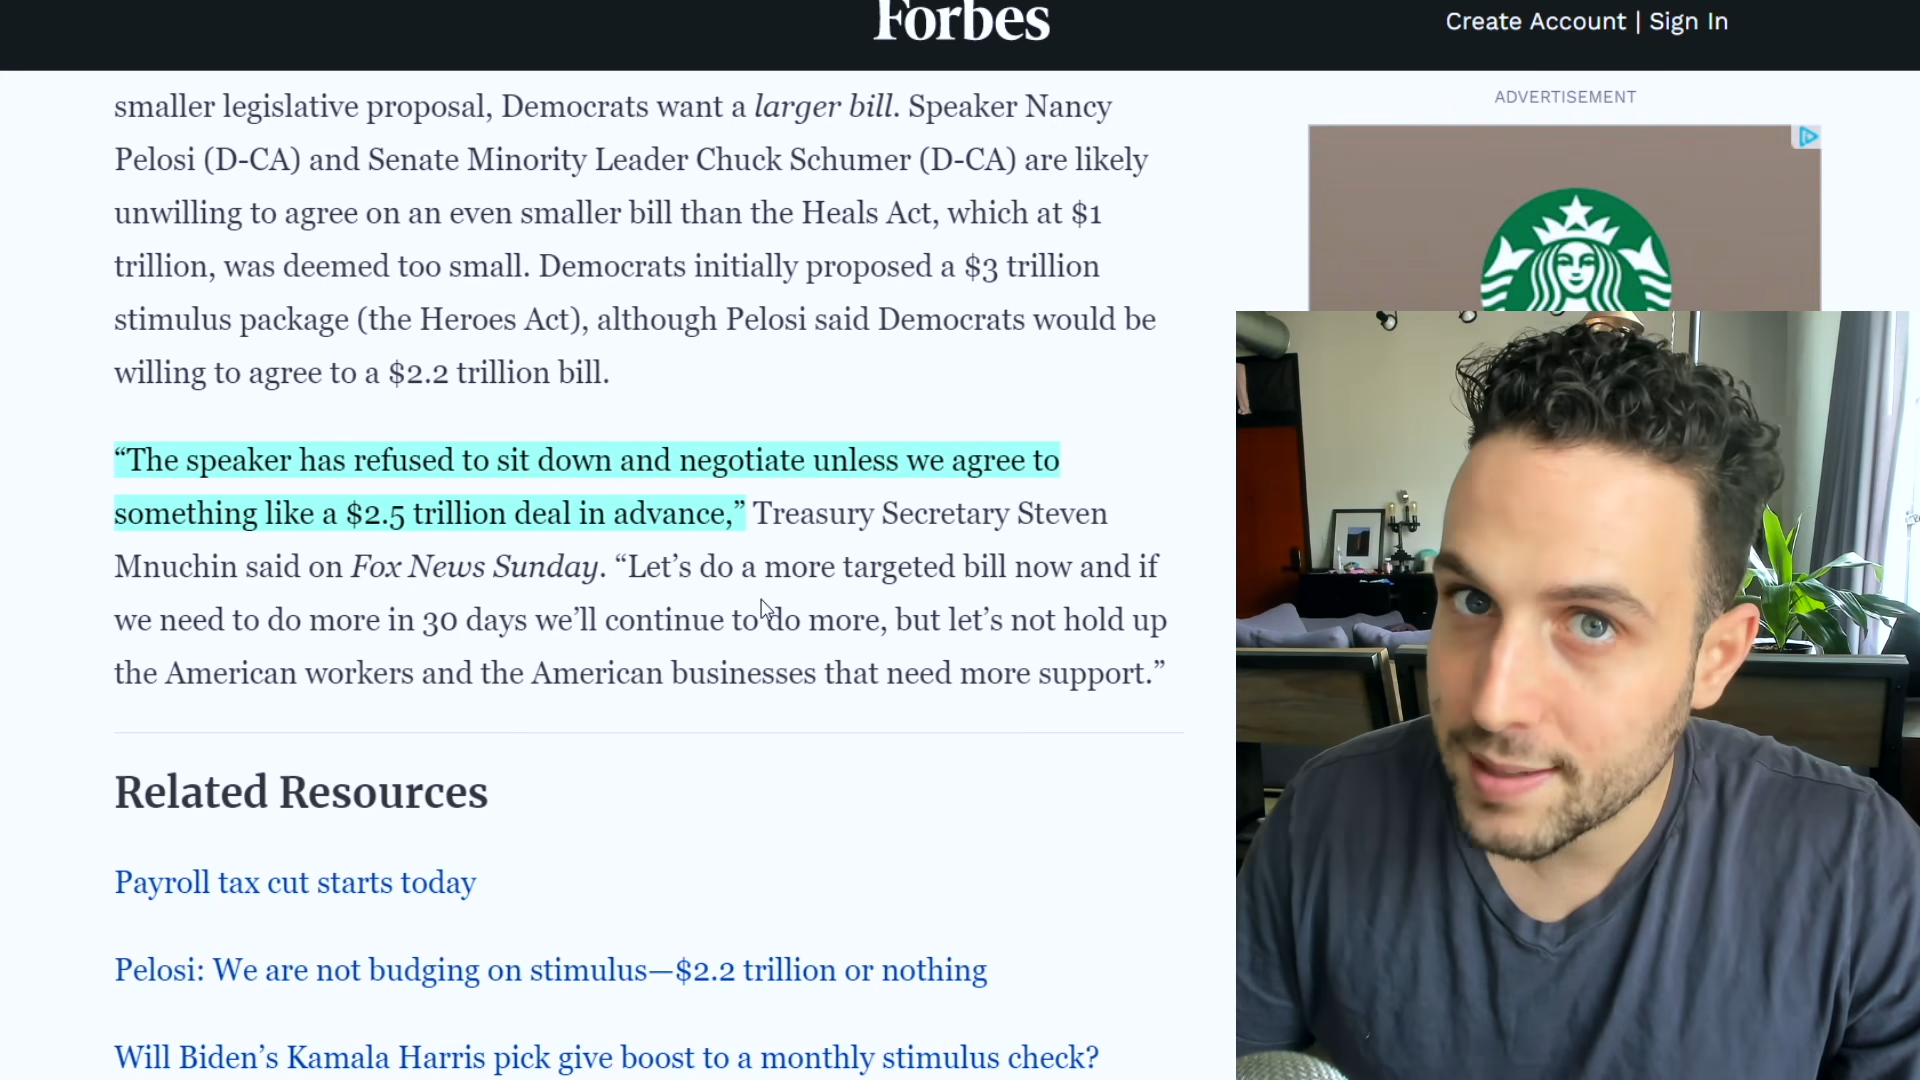 Forbes
Create Account | Sign In
smaller legislative proposal, Democrats want a larger bill. Speaker Nancy
Pelosi (D-CA) and Senate Minority Leader Chuck Schumer (D-CA) are likely
unwilling to agree on an even smaller bill than the Heals Act, which at $1
trillion, was deemed too small. Democrats initially proposed a $3 trillion
stimulus package (the Heroes Act), although Pelosi said Democrats would be
willing to agree to a $2.2 trillion bill.
“The speaker has refused to sit down and negotiate unless we agree to
something like a $2.5 trillion deal in advance,” Treasury Secretary Steven
Mnuchin said on Fox News Sunday. “Let’s do a more targeted bill now and if
we need to do more in 30 days we’ll continue to do more, but let’s not hold up
the American workers and the American businesses that need more support.”
Related Resources
Payroll tax cut starts today
Pelosi: We are not budging on stimulus—$2.2 trillion or nothing
Will Biden’s Kamala Harris pick give boost to a monthly stimulus check?
ADVERTISEMENT